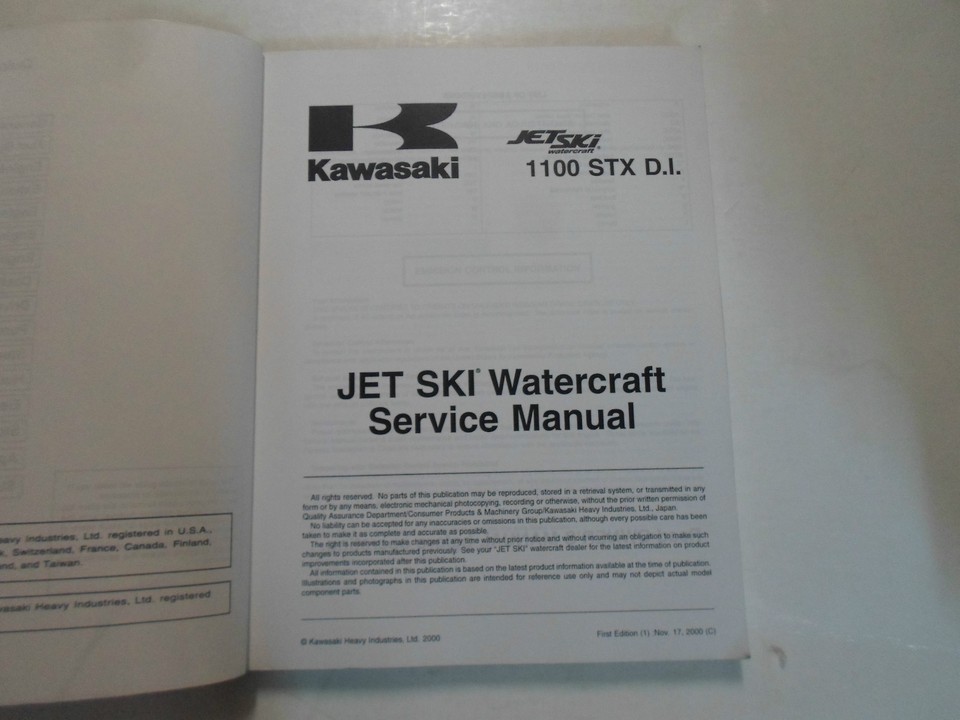 eavy Industries, Ltd. registered in U.S.A.,
Switzerland, France, Canada, Finland,
and Taiwan.
Heavy Industries, Ltd. registered
Kawasaki
JET SKI
watercraft
1100 STX D.I.
JET SKI® Watercraft
Service Manual
All rights reserved. No parts of this publication may be reproduced, stored in a retrieval system, or transmitted in any
form or by any means, electronic mechanical photocopying, recording or otherwise, without the prior written permission of
Quality Assurance Department/Consumer Products & Machinery Group/Kawasaki Heavy Industries, Ltd., Japan.
No liability can be accepted for any inaccuracies or omissions in this publication, although every possible care has been
taken to make it as complete and accurate as possible.
The right is reserved to make changes at any time without prior notice and without incurring an obligation to make such
changes to products manufactured previously. See your "JET SKI" watercraft dealer for the latest information on product
improvements incorporated after this publication.
All information contained in this publication is based on the latest product information available at the time of publication.
Illustrations and photographs in this publication are intended for reference use only and may not depict actual model
component parts.
© Kawasaki Heavy Industries, Ltd. 2000
First Edition (1) Nov. 17, 2000 (C)